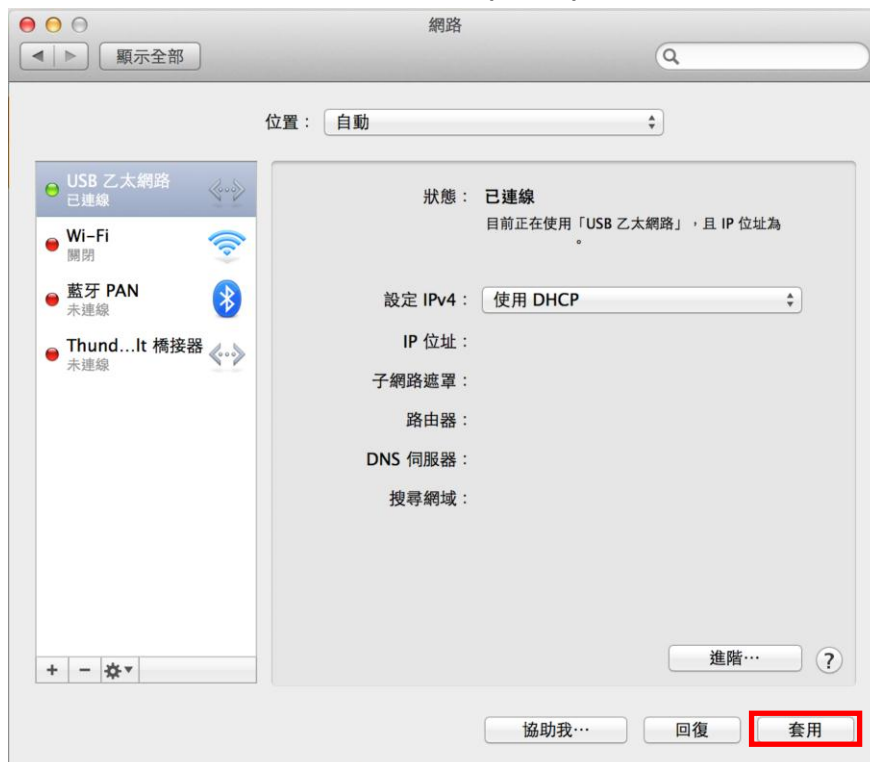 網路
顯示全部
位置： 自動
USB 乙太網路
已連線
Wi-Fi
關閉
藍牙 PAN
未連線
Thund…lt 橋接器
未連線
狀態： 已連線
目前正在使用「USB 乙太網路」，且 IP 位址為
。
設定 IPv4： 使用 DHCP
IP 位址：
子網路遮罩：
路由器：
DNS 伺服器：
搜尋網域：
+ −
進階… ?
協助我… 回復 套用